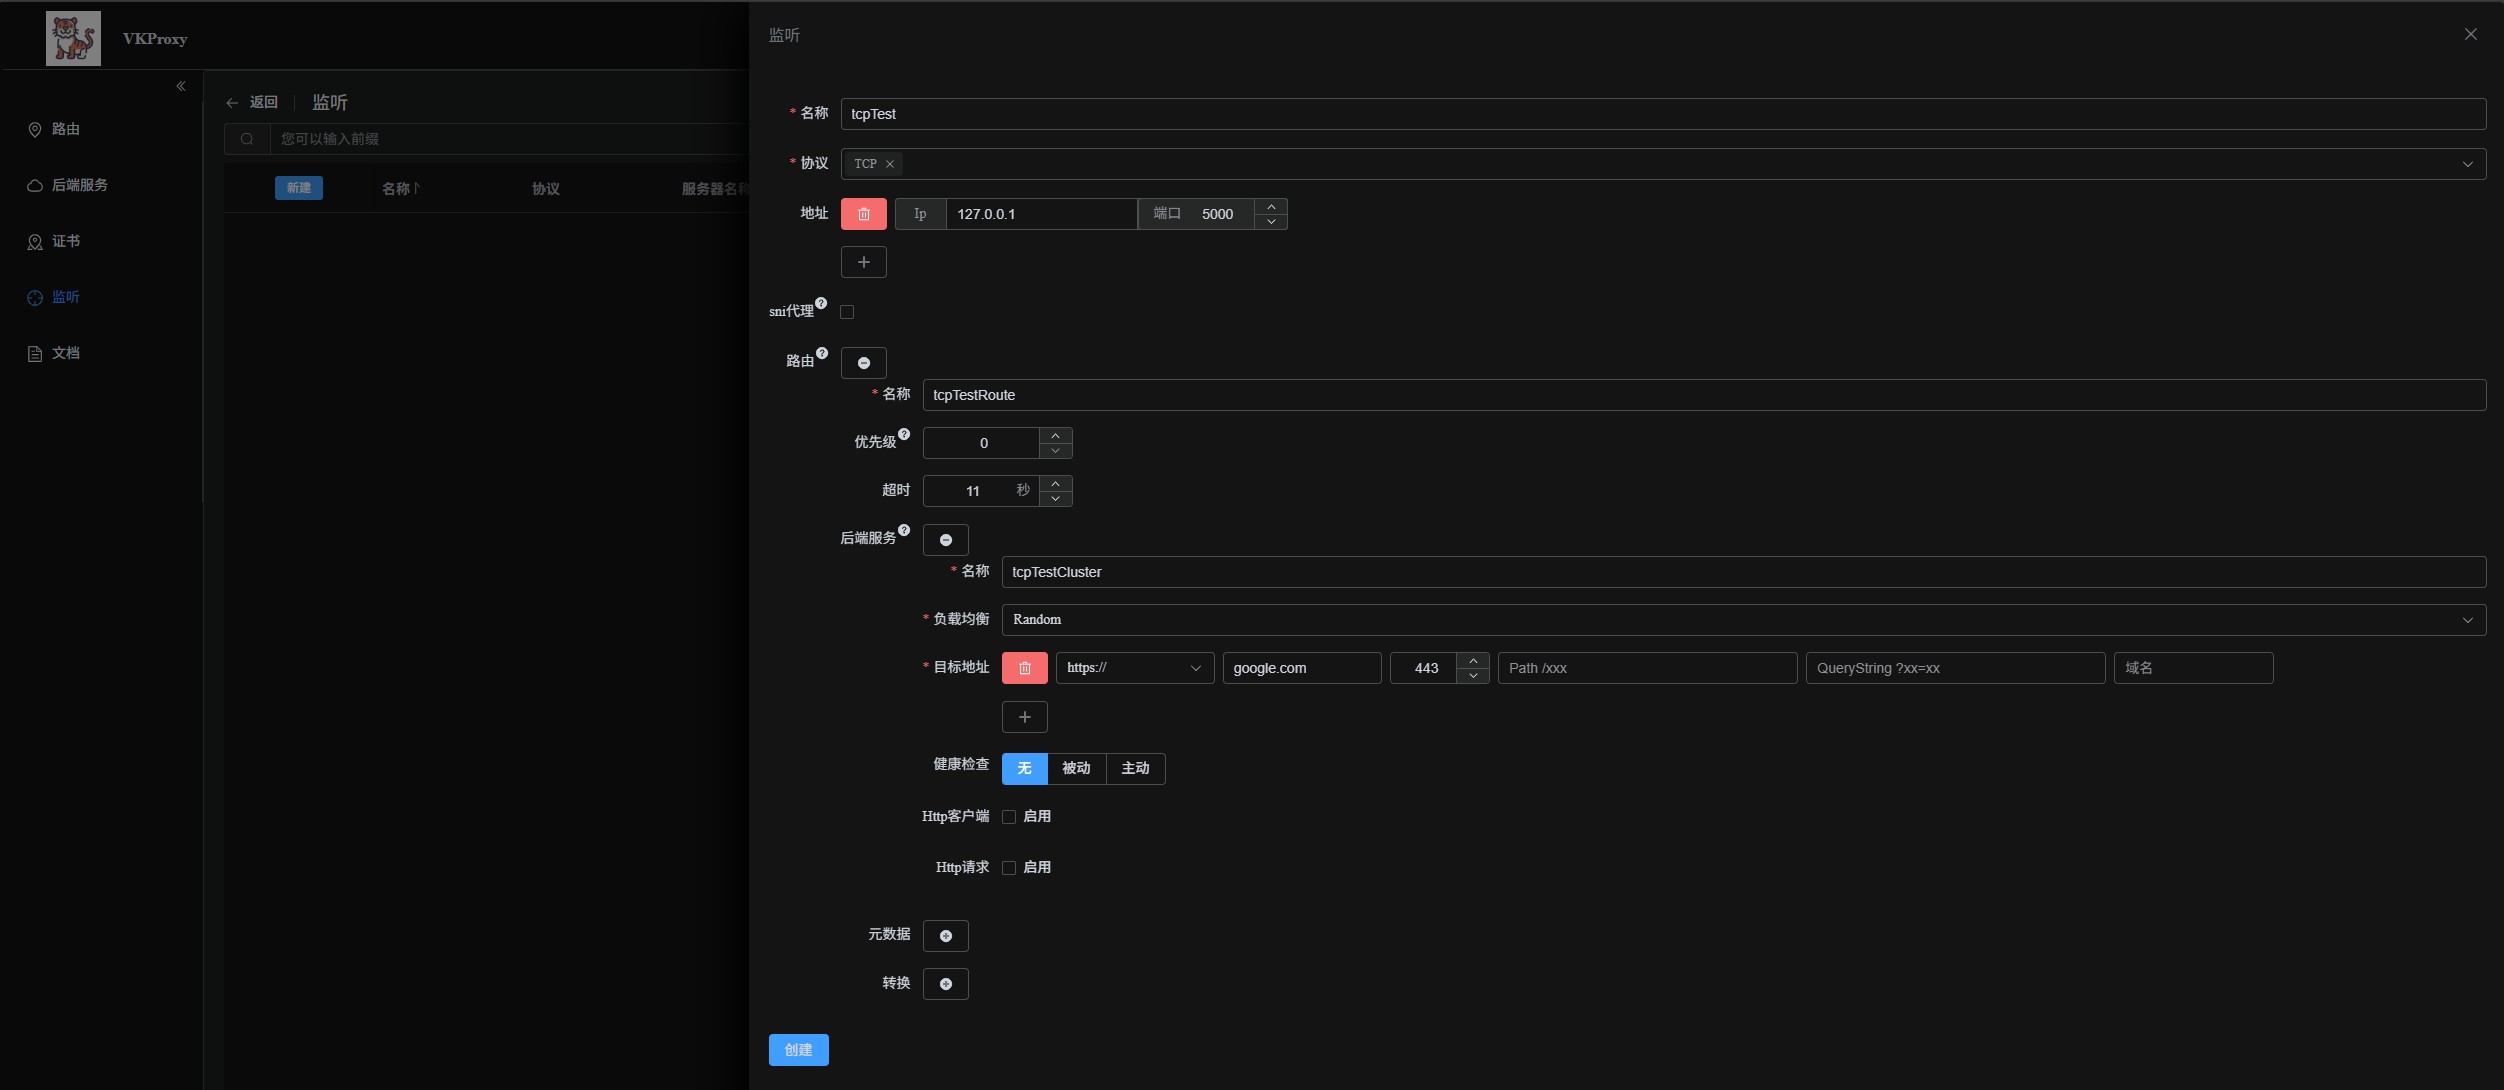 VKProxy
路由
后端服务
证书
监听
文档
返回
监听
您可以输入前缀
新建 名称 协议 服务器名称
监听
* 名称 tcpTest
* 协议 TCP
地址 Ip 127.0.0.1 端口 5000
sni代理
路由
* 名称 tcpTestRoute
优先级 0
超时 11 秒
后端服务
* 名称 tcpTestCluster
* 负载均衡 Random
* 目标地址 https:// google.com 443 Path /xxx QueryString ?xx=xx 域名
健康检查 无 被动 主动
Http客户端 启用
Http请求 启用
元数据
转换
创建